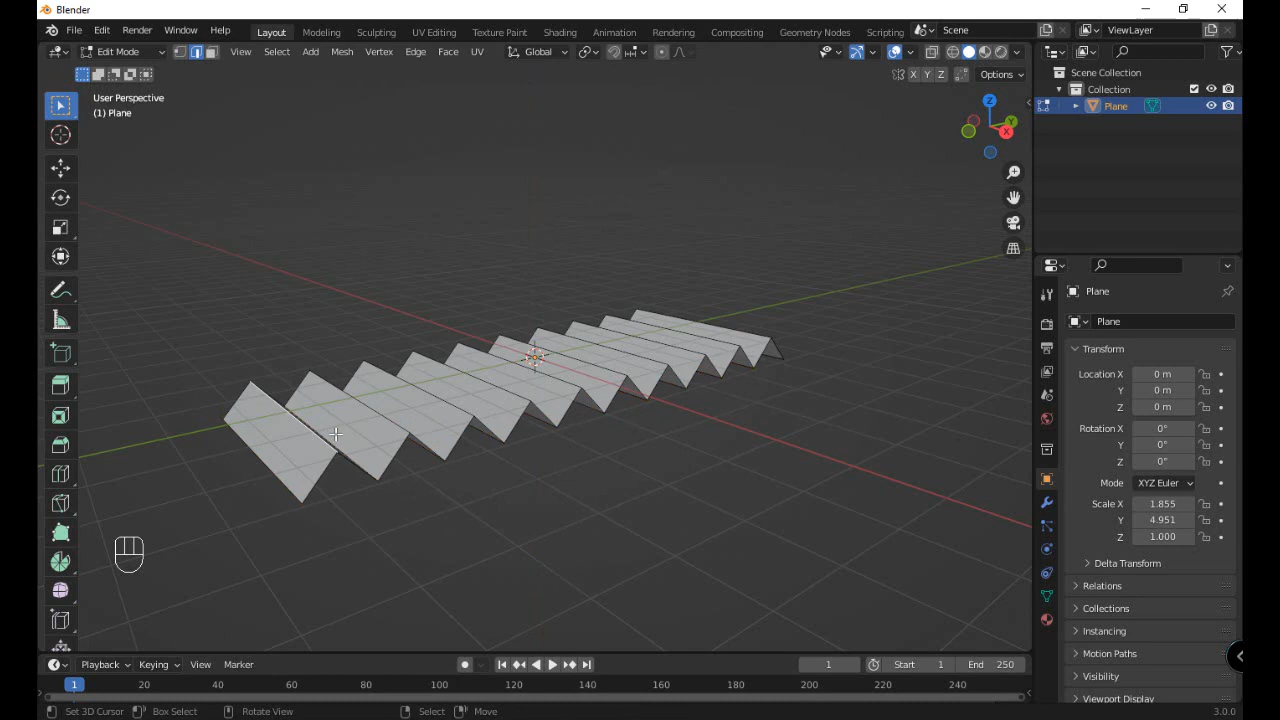 Blender
File Edit Render Window Help
Layout Modeling Sculpting UV Editing Texture Paint Shading Animation Rendering Compositing Geometry Nodes Scripting
Scene
ViewLayer
Edit Mode
View Select Add Mesh Vertex Edge Face UV
Global
X Y Z
Options
Scene Collection
Collection
Plane
User Perspective
(1) Plane
Z
Y
X
Plane
Plane
Transform
Location X 0 m
Y 0 m
Z 0 m
Rotation X 0°
Y 0°
Z 0°
Mode XYZ Euler
Scale X 1.855
Y 4.951
Z 1.000
Delta Transform
Relations
Collections
Instancing
Motion Paths
Visibility
Viewport Display
Playback Keying View Marker
1
Start 1
End 250
1 20 40 60 80 100 120 140 160 180 200 220 240
Set 3D Cursor Box Select Rotate View Select Move
3.0.0